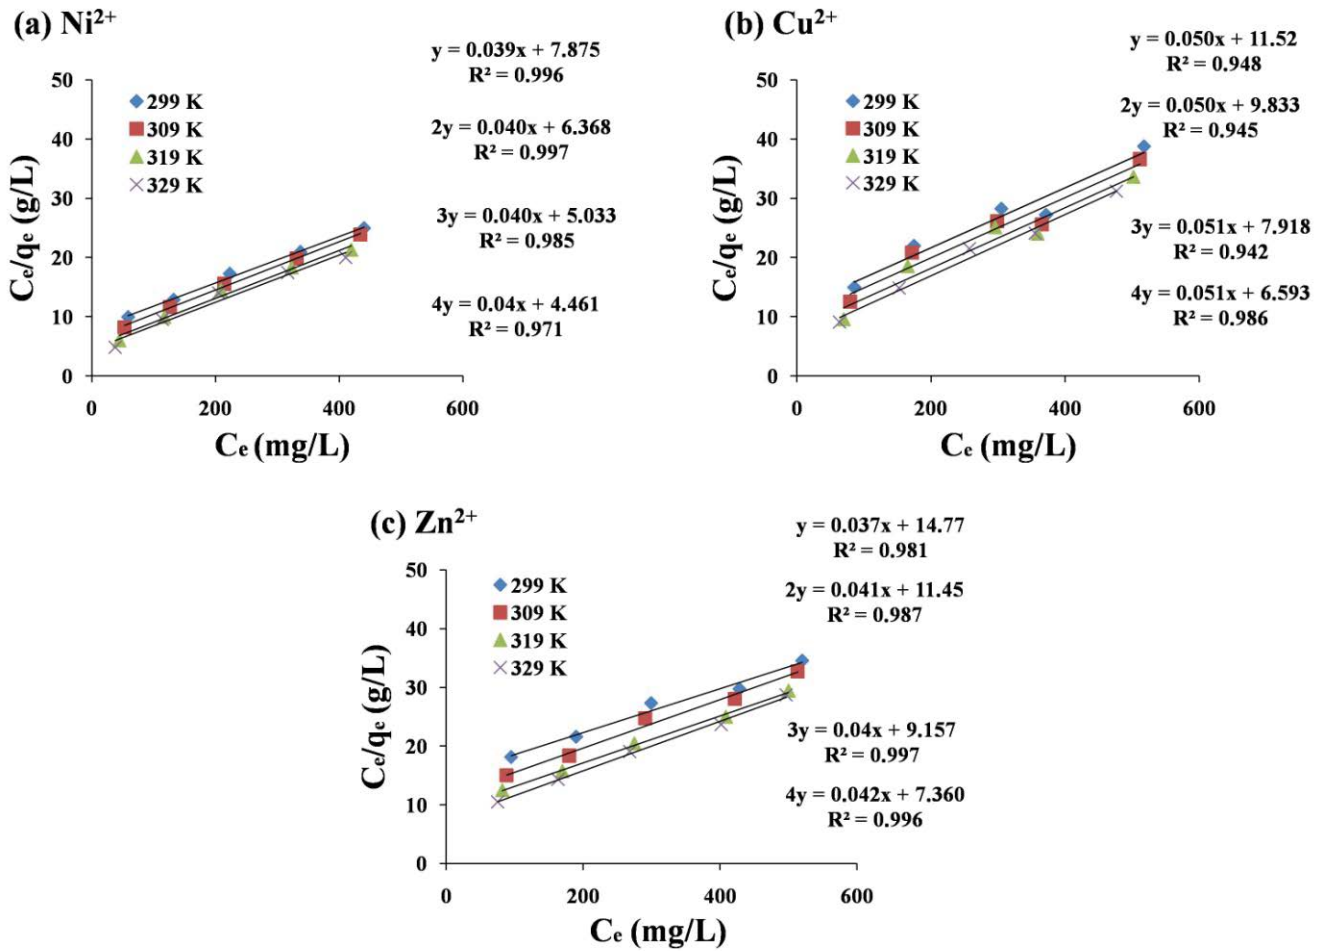 (a) Ni²⁺
y = 0.039x + 7.875
R² = 0.996
2y = 0.040x + 6.368
R² = 0.997
3y = 0.040x + 5.033
R² = 0.985
4y = 0.04x + 4.461
R² = 0.971
299 K
309 K
319 K
329 K
50
40
30
20
10
0
Cₑ/qₑ (g/L)
0 200 400 600
Cₑ (mg/L)
(b) Cu²⁺
y = 0.050x + 11.52
R² = 0.948
2y = 0.050x + 9.833
R² = 0.945
3y = 0.051x + 7.918
R² = 0.942
4y = 0.051x + 6.593
R² = 0.986
299 K
309 K
319 K
329 K
50
40
30
20
10
0
Cₑ/qₑ (g/L)
0 200 400 600
Cₑ (mg/L)
(c) Zn²⁺
y = 0.037x + 14.77
R² = 0.981
2y = 0.041x + 11.45
R² = 0.987
3y = 0.04x + 9.157
R² = 0.997
4y = 0.042x + 7.360
R² = 0.996
299 K
309 K
319 K
329 K
50
40
30
20
10
0
Cₑ/qₑ (g/L)
0 200 400 600
Cₑ (mg/L)